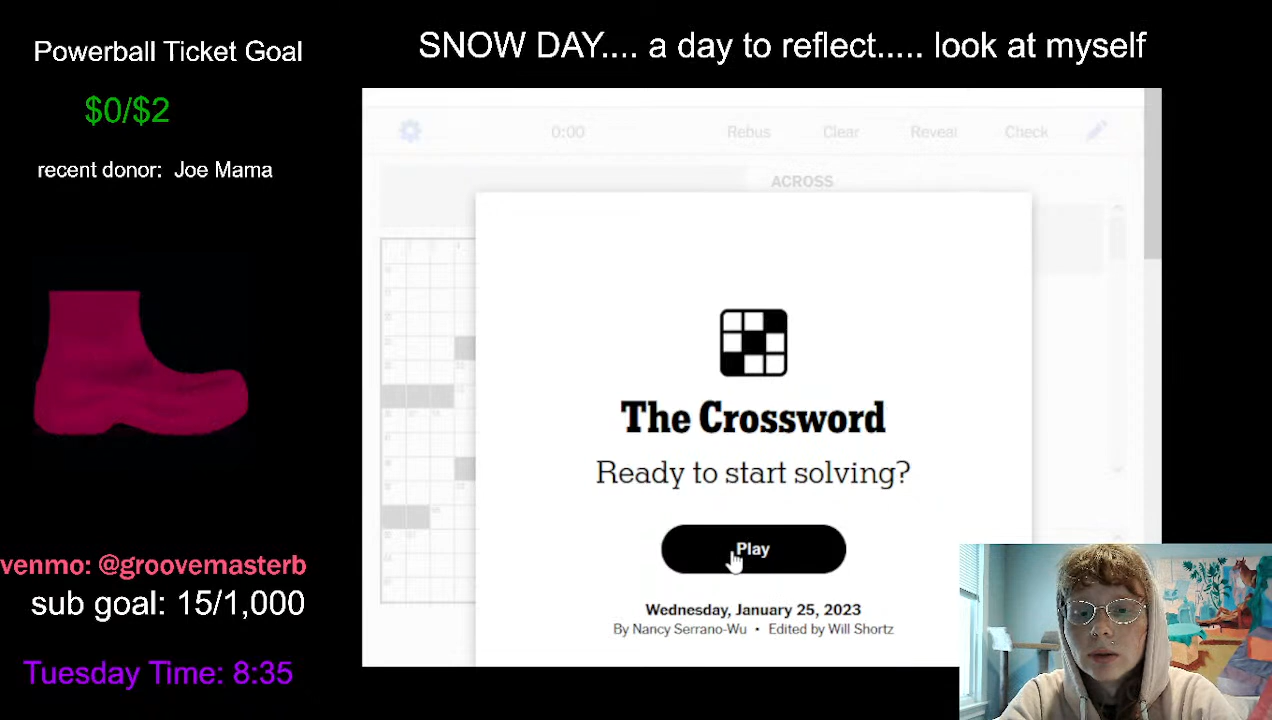 Powerball Ticket Goal
$0/$2
recent donor: Joe Mama
SNOW DAY.... a day to reflect..... look at myself
0:00
Rebus
Clear
Reveal
Check
ACROSS
The Crossword
Ready to start solving?
Play
Wednesday, January 25, 2023
By Nancy Serrano-Wu • Edited by Will Shortz
venmo: @groovemasterb
sub goal: 15/1,000
Tuesday Time: 8:35